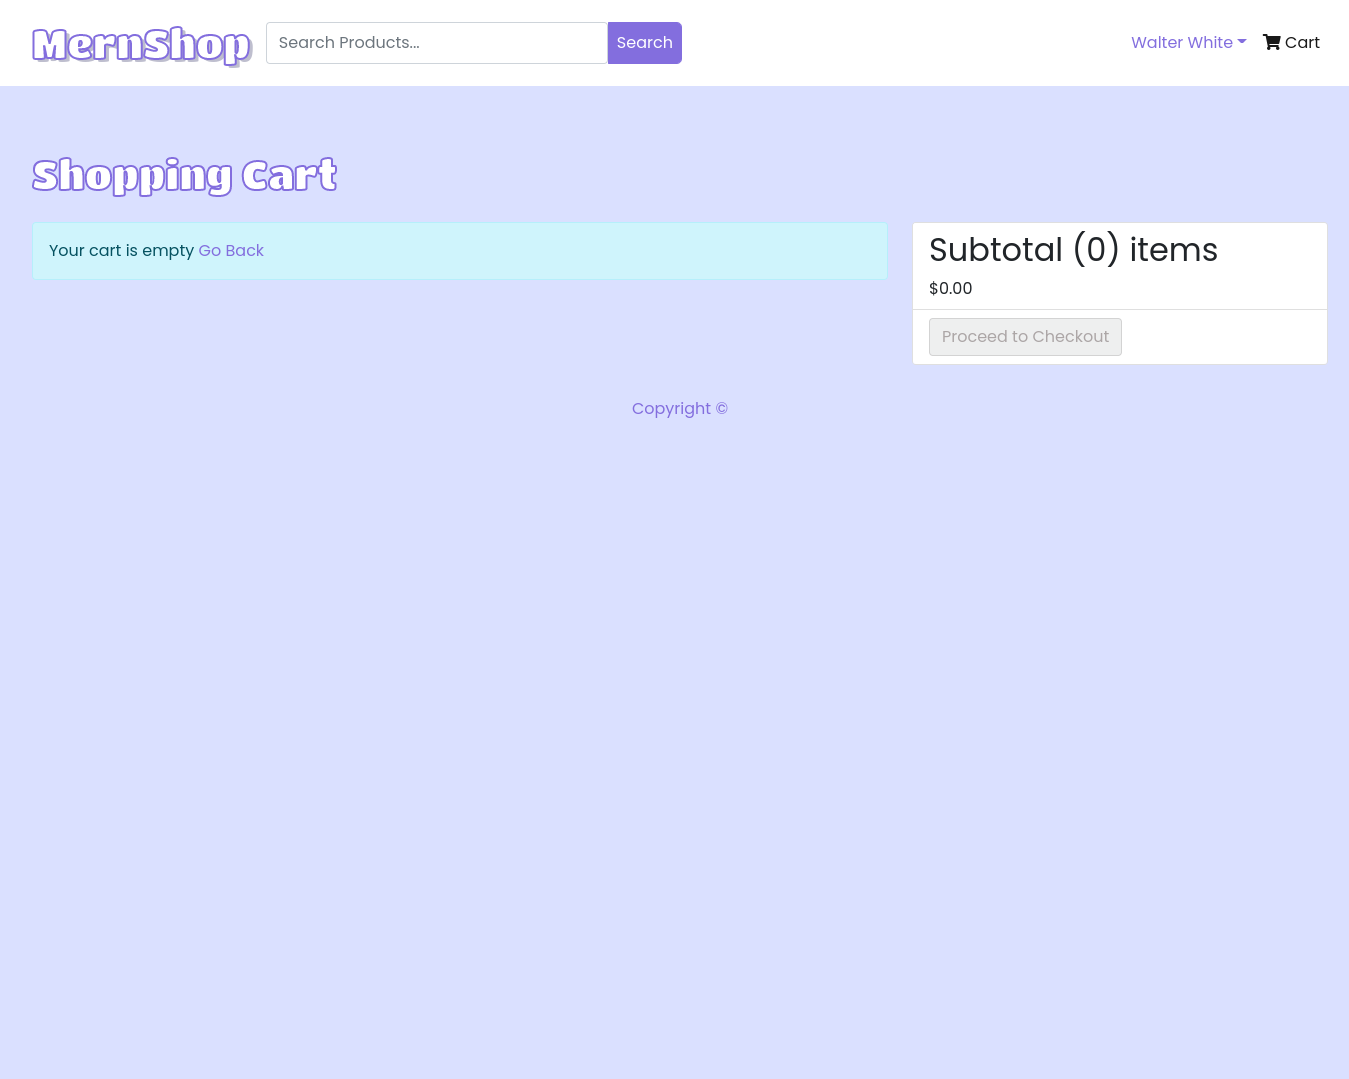 MernShop
Search Products...
Search
Walter White
Cart
Shopping Cart
Your cart is empty Go Back
Subtotal (0) items
$0.00
Proceed to Checkout
Copyright ©